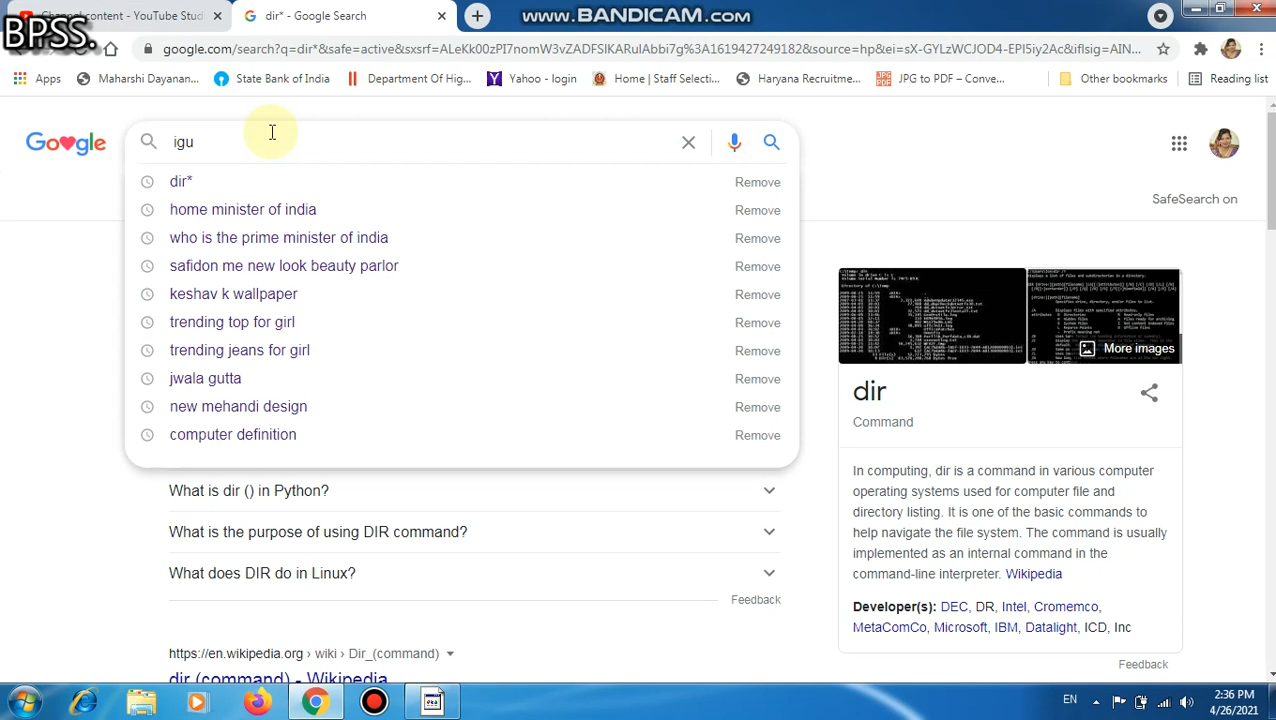 Channel content - YouTube Stud
dir* - Google Search
www.BANDICAM.com
BPSS.
google.com/search?q=dir*&safe=active&sxsrf=ALeKk00zPI7nomW3vZADFSIKARulAbbi7g%3A1619427249182&source=hp&ei=sX-GYLzWCJOD4-EPI5iy2Ac&iflsig=AIN...
Apps
Maharshi Dayanan...
State Bank of India
Department Of Hig...
Yahoo - login
Home | Staff Selecti...
Haryana Recruitme...
JPG to PDF – Conve...
Other bookmarks
Reading list
Google
igu
SafeSearch on
dir* Remove
home minister of india Remove
who is the prime minister of india Remove
safidon me new look beauty parlor Remove
keshav k wallpaper Remove
trending top for girl Remove
trending jeans for girl Remove
jwala gutta Remove
new mehandi design Remove
computer definition Remove
What is dir () in Python?
What is the purpose of using DIR command?
What does DIR do in Linux?
Feedback
https://en.wikipedia.org › wiki › Dir_(command)
dir (command) - Wikipedia
More images
dir
Command
In computing, dir is a command in various computer
operating systems used for computer file and
directory listing. It is one of the basic commands to
help navigate the file system. The command is usually
implemented as an internal command in the
command-line interpreter. Wikipedia
Developer(s): DEC, DR, Intel, Cromemco,
MetaComCo, Microsoft, IBM, Datalight, ICD, Inc
Feedback
EN
2:36 PM
4/26/2021